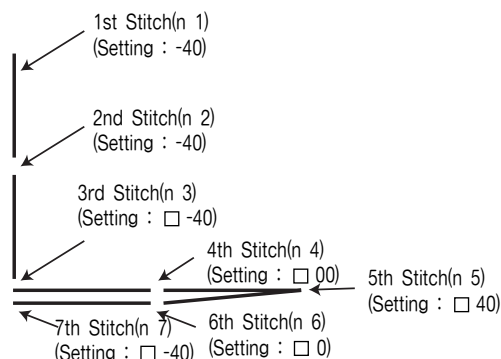 1st Stitch(n 1)
(Setting : -40)
2nd Stitch(n 2)
(Setting : -40)
3rd Stitch(n 3)
(Setting : □ -40)
4th Stitch(n 4)
(Setting : □ 00)
5th Stitch(n 5)
(Setting : □ 40)
6th Stitch(n 6)
(Setting : □ 0)
7th Stitch(n 7)
(Setting : □ -40)